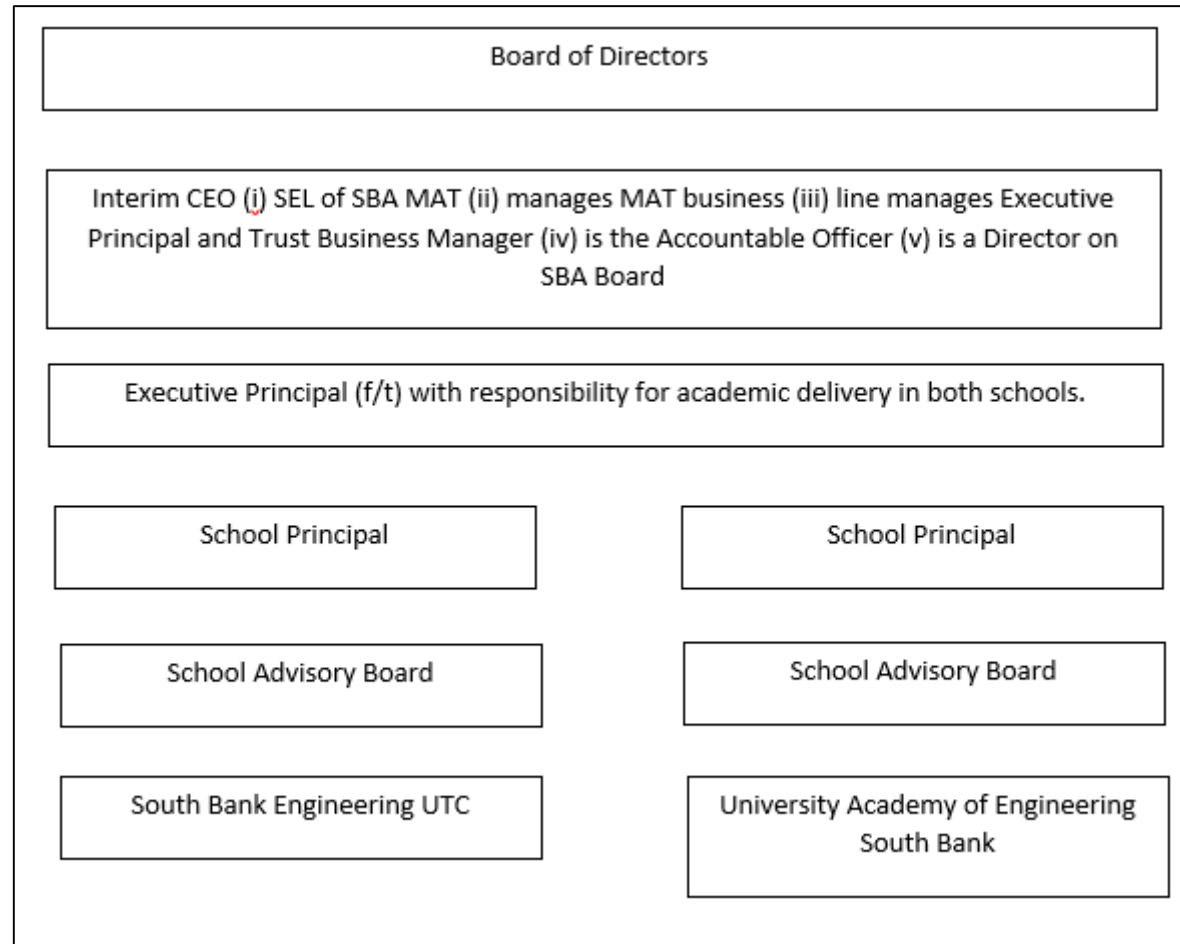 Board of Directors
Interim CEO (i) SEL of SBA MAT (ii) manages MAT business (iii) line manages Executive
Principal and Trust Business Manager (iv) is the Accountable Officer (v) is a Director on
SBA Board
Executive Principal (f/t) with responsibility for academic delivery in both schools.
School Principal
School Principal
School Advisory Board
School Advisory Board
South Bank Engineering UTC
University Academy of Engineering
South Bank